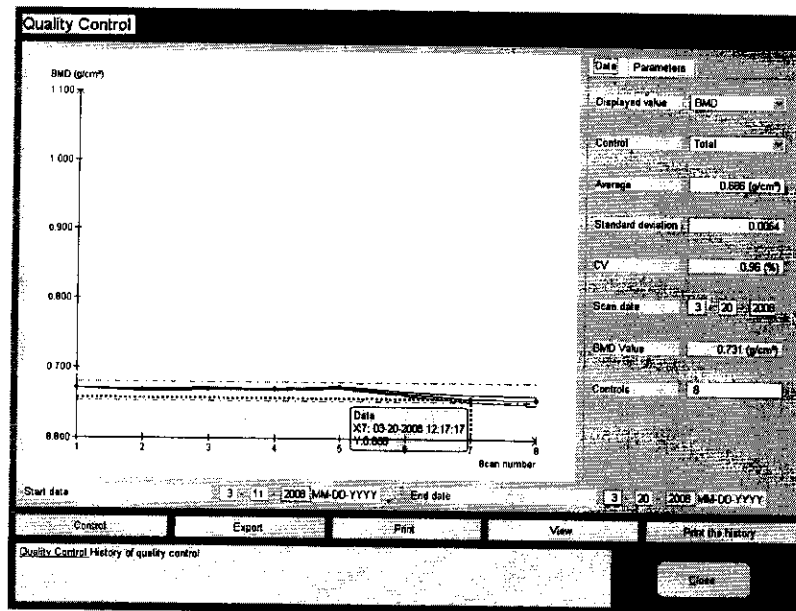 Quality Control
BMD (g/cm²)
1.100
1.000
0.900
0.800
0.700
0.600
1 2 3 4 5 6 7 8
Scan number
Data
X:7; 03-20-2008 12:17:17
Data Parameters
Displayed value BMD
Control Total
Average 0.666 (g/cm²)
Standard deviation 0.0064
CV 0.96 (%)
Scan date 3 - 20 - 2008
BMD Value 0.731 (g/cm²)
Controls 8
Start date 3 - 11 - 2008 MM-DD-YYYY End date 3 - 20 - 2008 MM-DD-YYYY
Control Export Print View Print the history
Quality Control History of quality control
Close